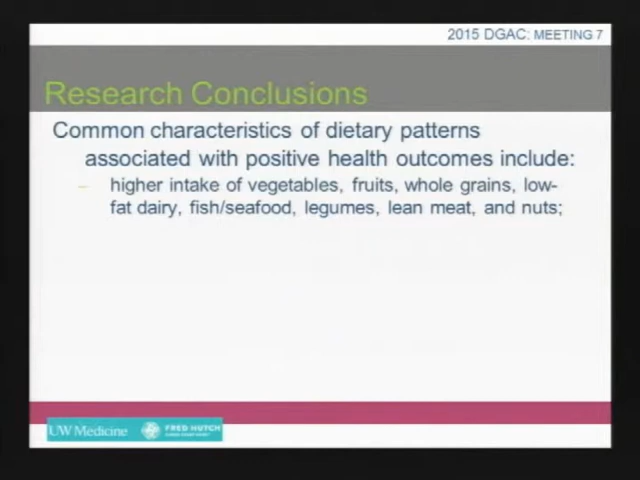 2015 DGAC: MEETING 7
Research Conclusions
Common characteristics of dietary patterns
associated with positive health outcomes include:
– higher intake of vegetables, fruits, whole grains, low-
fat dairy, fish/seafood, legumes, lean meat, and nuts;
UW Medicine
FRED HUTCH